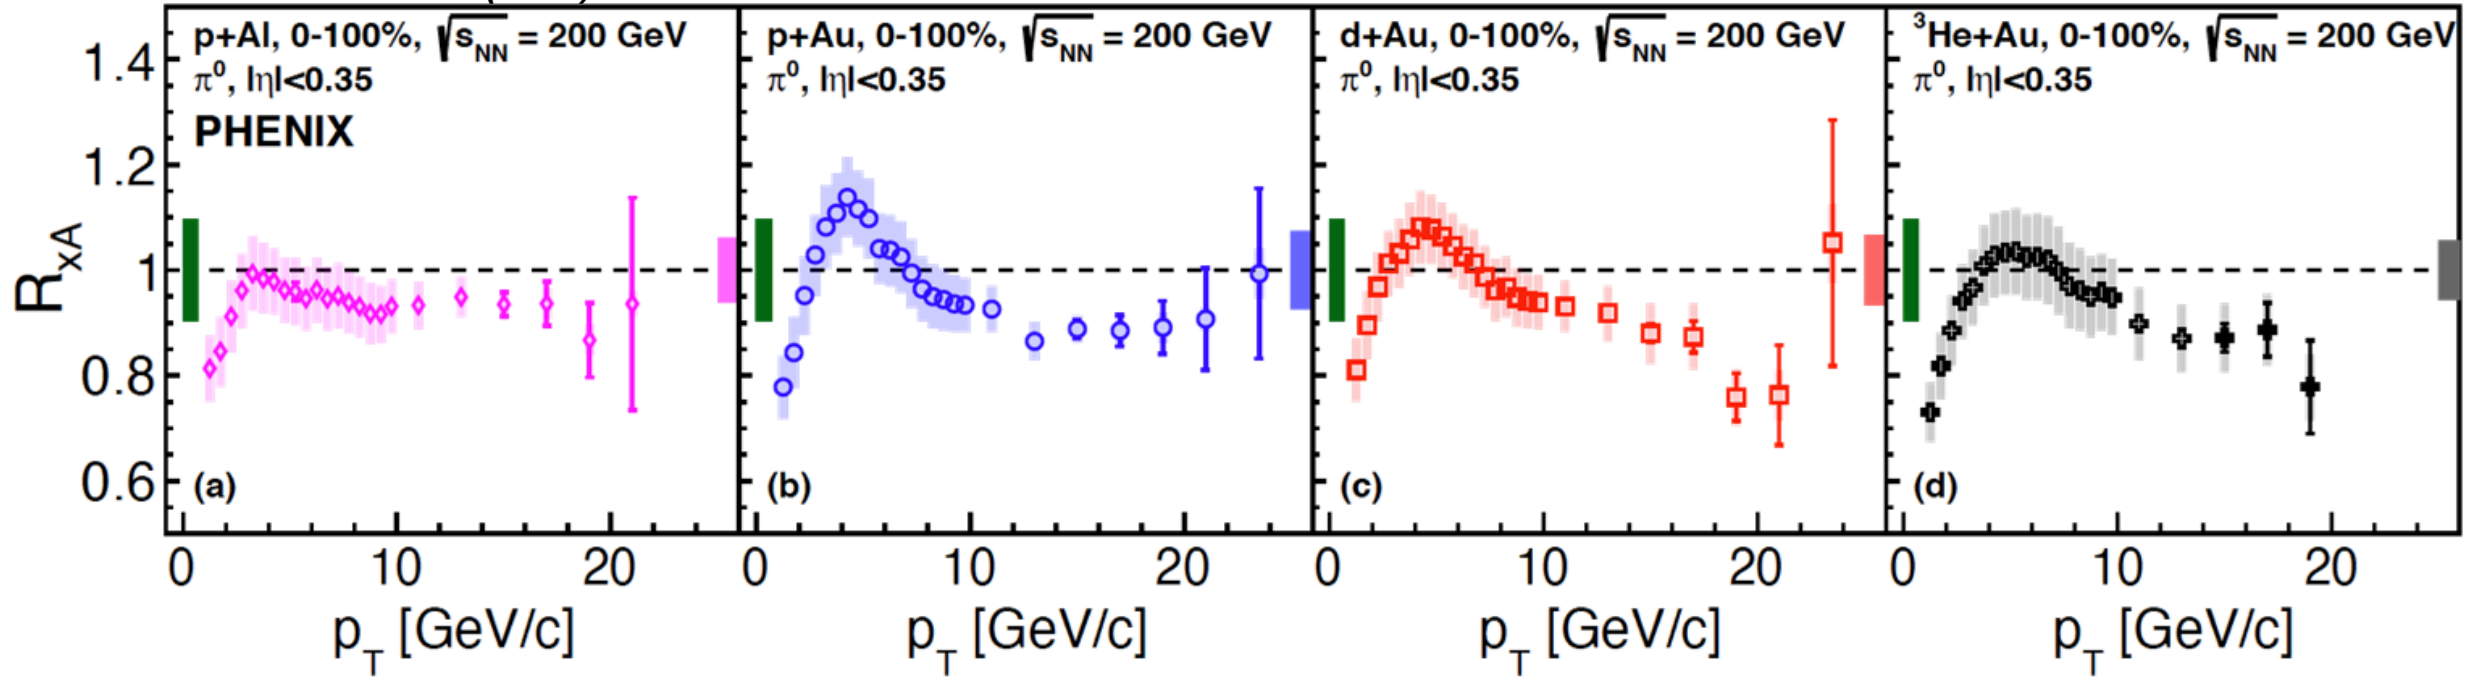 p+Al, 0-100%, √sNN = 200 GeV
π⁰, |η|<0.35
PHENIX
(a)
p+Au, 0-100%, √sNN = 200 GeV
π⁰, |η|<0.35
(b)
d+Au, 0-100%, √sNN = 200 GeV
π⁰, |η|<0.35
(c)
³He+Au, 0-100%, √sNN = 200 GeV
π⁰, |η|<0.35
(d)
RxA
1.4
1.2
1
0.8
0.6
0 10 20 0 10 20 0 10 20 0 10 20
pT [GeV/c] pT [GeV/c] pT [GeV/c] pT [GeV/c]